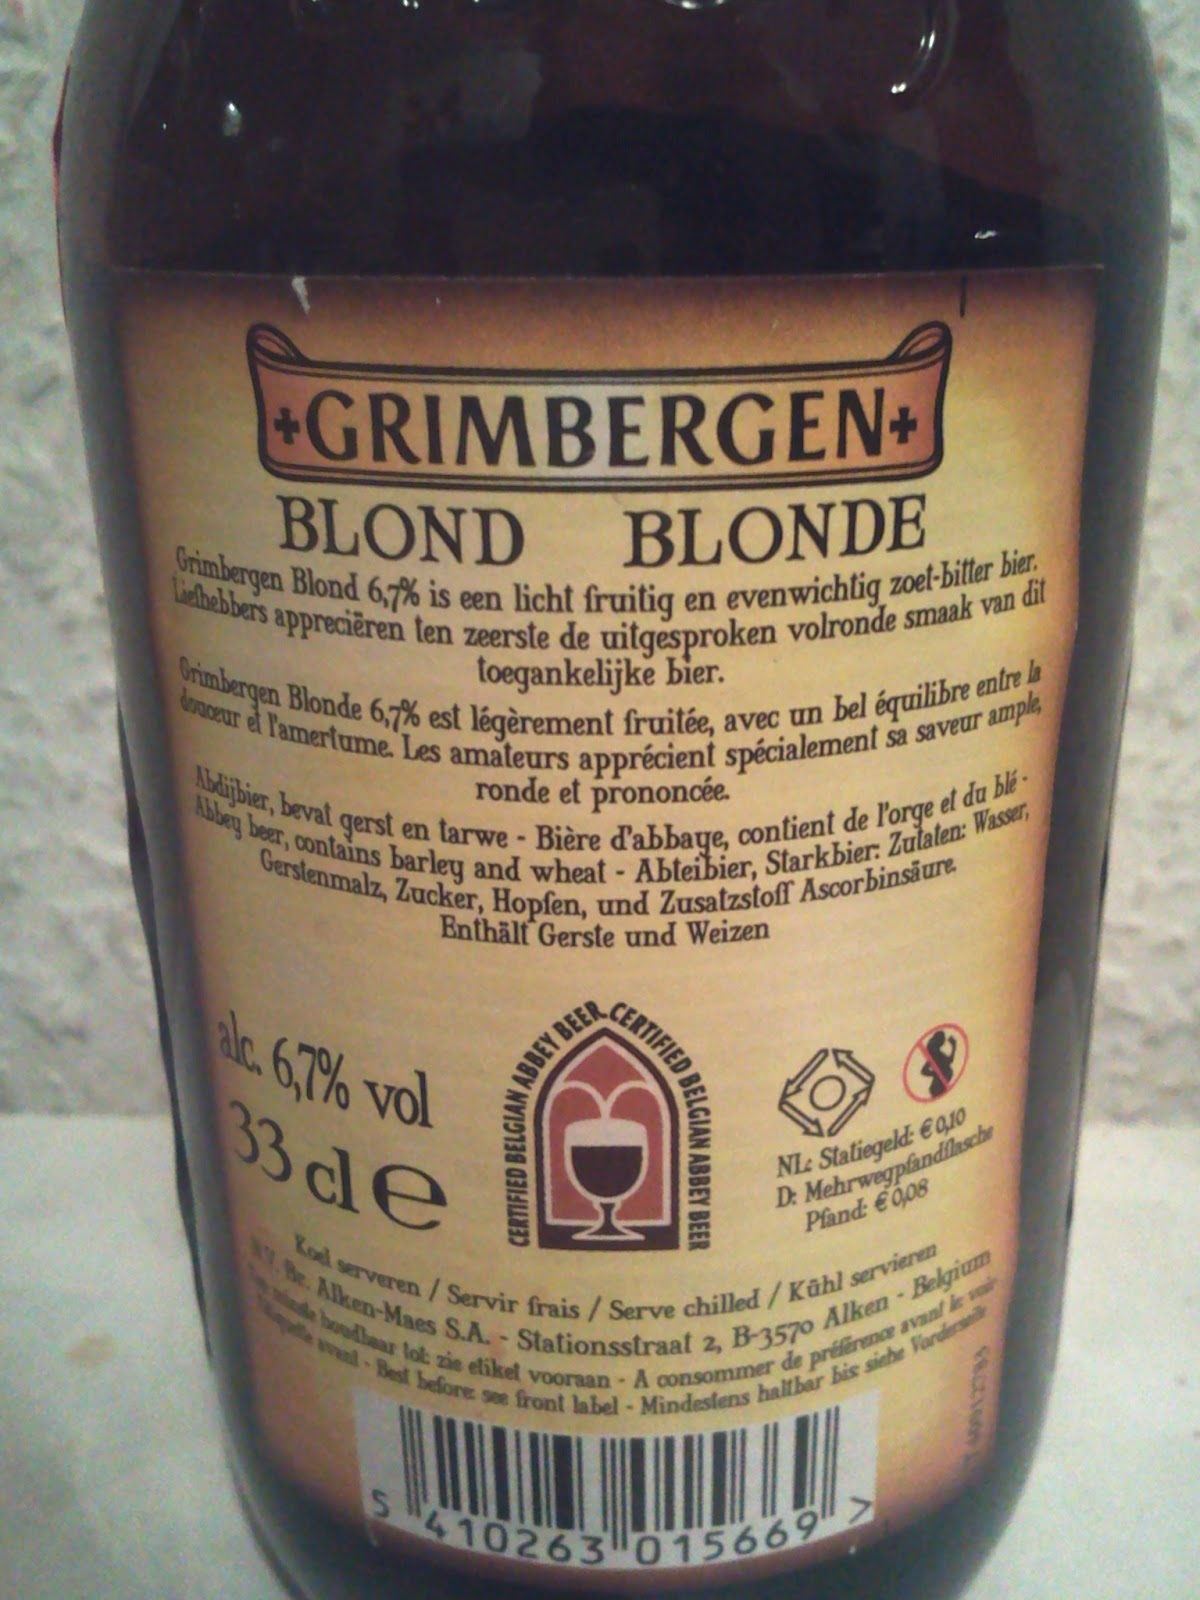 GRIMBERGEN
BLOND BLONDE
Grimbergen Blond 6,7% is een licht fruitig en evenwichtig zoet-bitter bier.
Liefhebbers appreciëren ten zeerste de uitgesproken volronde smaak van dit
toegankelijke bier.
Grimbergen Blonde 6,7% est légèrement fruitée, avec un bel équilibre entre la
douceur et l'amertume. Les amateurs apprécient spécialement sa saveur ample,
ronde et prononcée.
Abdijbier, bevat gerst en tarwe - Bière d'abbaye, contient de l'orge et du blé -
Abbey beer, contains barley and wheat - Abteibier, Starkbier: Zutaten: Wasser,
Gerstenmalz, Zucker, Hopfen, und Zusatzstoff Ascorbinsäure.
Enthält Gerste und Weizen
alc. 6,7% vol
33 cl e
CERTIFIED BELGIAN ABBEY BEER-CERTIFIED BELGIAN ABBEY BEER
NL: Statiegeld: € 0,10
D: Mehrwegpfandflasche
Pfand: € 0,08
Koel serveren / Servir frais / Serve chilled / Kühl servieren
N.V. Br. Alken-Maes S.A. - Stationsstraat 2, B-3570 Alken - Belgium
minste houdbaar tot: zie etiket vooraan - A consommer de préférence avant le: voir
étiquette avant - Best before: see front label - Mindestens haltbar bis: siehe Vorderseite
5 410263 015669 >